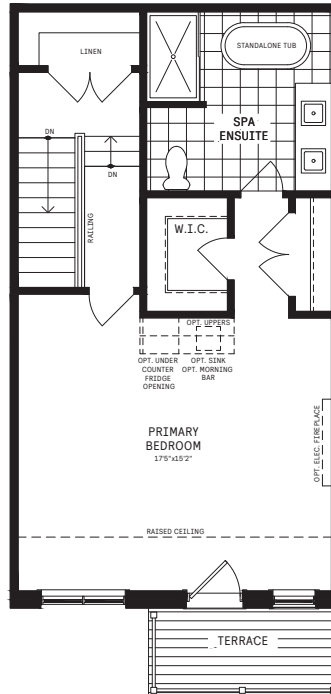 LINEN
STANDALONE TUB
SPA
ENSUITE
DN
DN
RAILING
W.I.C.
OPT. UPPERS
OPT. UNDER
COUNTER
FRIDGE
OPENING
OPT. SINK
OPT. MORNING
BAR
PRIMARY
BEDROOM
17'5"x15'2"
OPT. ELEC. FIREPLACE
RAISED CEILING
TERRACE